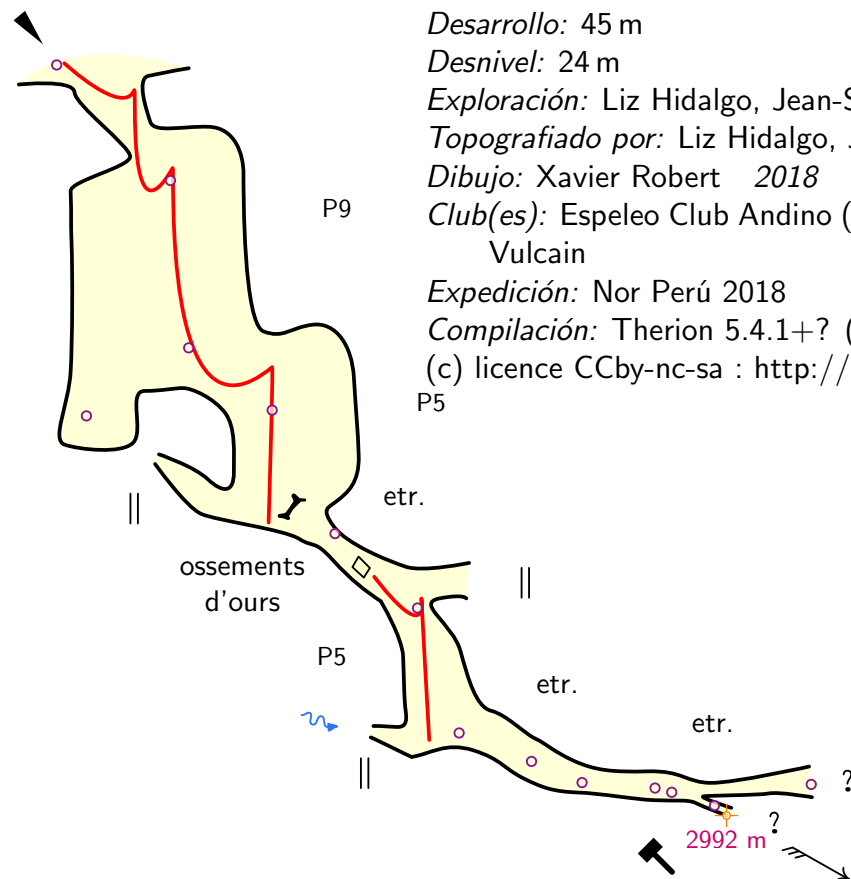 Desarrollo: 45 m
Desnivel: 24 m
Exploración: Liz Hidalgo, Jean-S
Topografiado por: Liz Hidalgo, J
Dibujo: Xavier Robert 2018
Club(es): Espeleo Club Andino (
Vulcain
Expedición: Nor Perú 2018
Compilación: Therion 5.4.1+? (
(c) licence CCby-nc-sa : http://
P9
P5
etr.
ossements
d'ours
P5
etr.
etr.
?
?
2992 m